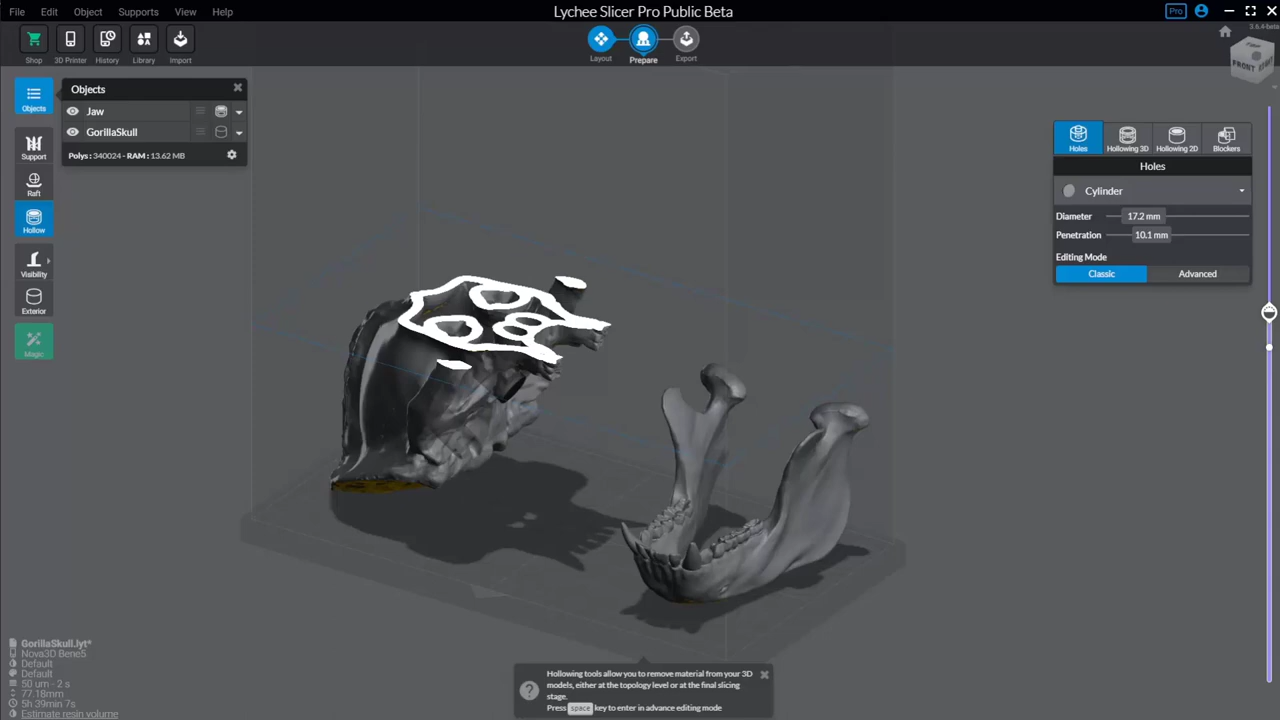 File Edit Object Supports View Help
Lychee Slicer Pro Public Beta
Pro
3.6.4-beta
Shop 3D Printer History Library Import
Layout Prepare Export
FRONT
Objects
Objects
Jaw
GorillaSkull
Polys: 340024 - RAM : 13.62 MB
Support
Raft
Hollow
Visibility
Exterior
Magic
Holes Hollowing 3D Hollowing 2D Blockers
Holes
Cylinder
Diameter 17.2 mm
Penetration 10.1 mm
Editing Mode
Classic Advanced
GorillaSkull.lyt*
Nova3D Bene5
Default
Default
50 um - 2 s
77.18mm
5h 39min 7s
Estimate resin volume
Hollowing tools allow you to remove material from your 3D
models, either at the topology level or at the final slicing
stage.
Press space key to enter in advance editing mode